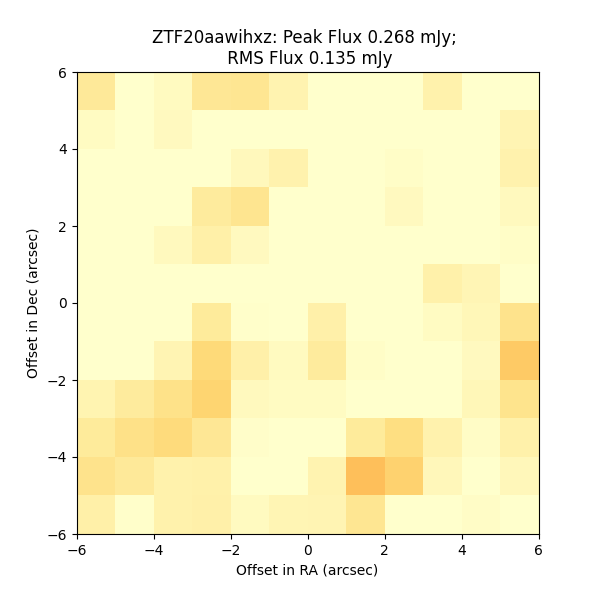 ZTF20aawihxz: Peak Flux 0.268 mJy;
RMS Flux 0.135 mJy
6
4
2
0
−2
−4
−6
Offset in Dec (arcsec)
−6 −4 −2 0 2 4 6
Offset in RA (arcsec)